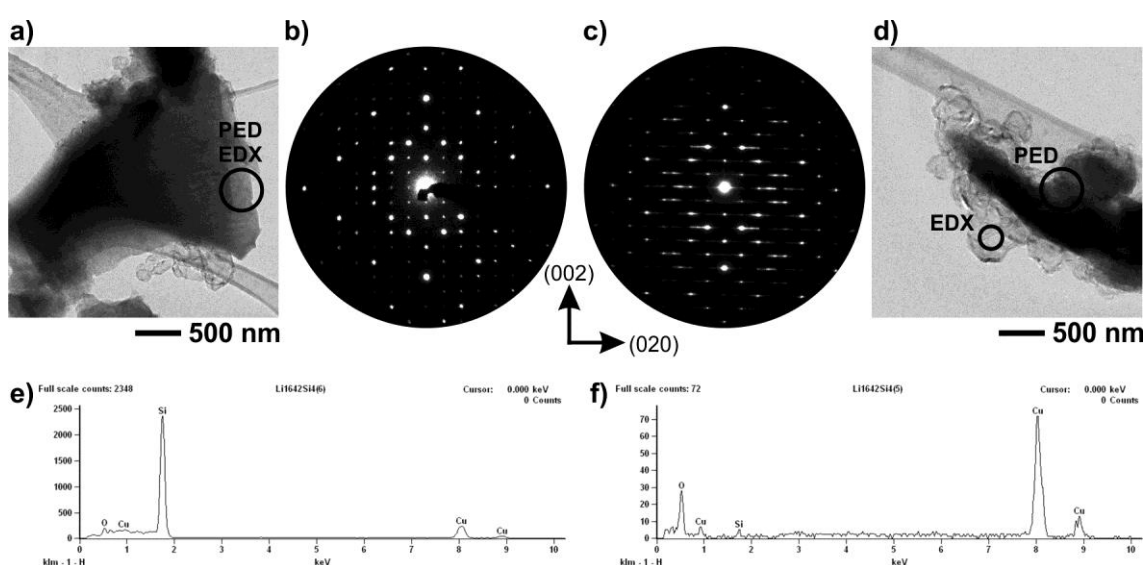 a)
b)
c)
d)
PED
EDX
PED
EDX
500 nm
(002)
(020)
500 nm
e)
Full scale counts: 2348
Li1642Si4(6)
Cursor: 0.000 keV
0 Counts
2500
2000
1500
1000
500
0
Si
O
Cu
Cu
Cu
0 1 2 3 4 5 6 7 8 9 10
klm - 1 - H
keV
f)
Full scale counts: 72
Li1642Si4(5)
Cursor: 0.000 keV
0 Counts
70
60
50
40
30
20
10
0
O
Cu
Si
Cu
Cu
0 1 2 3 4 5 6 7 8 9 10
klm - 1 - H
keV